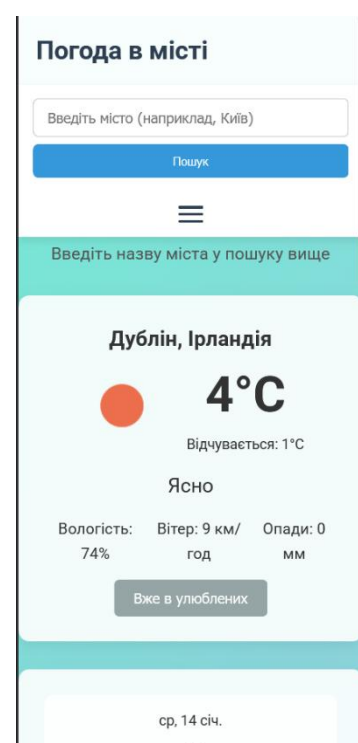 Погода в місті
Введіть місто (наприклад, Київ)
Пошук
Введіть назву міста у пошуку вище
Дублін, Ірландія
4°C
Відчувається: 1°C
Ясно
Вологість: Вітер: 9 км/ Опади: 0
74% год мм
Вже в улюблених
ср, 14 січ.